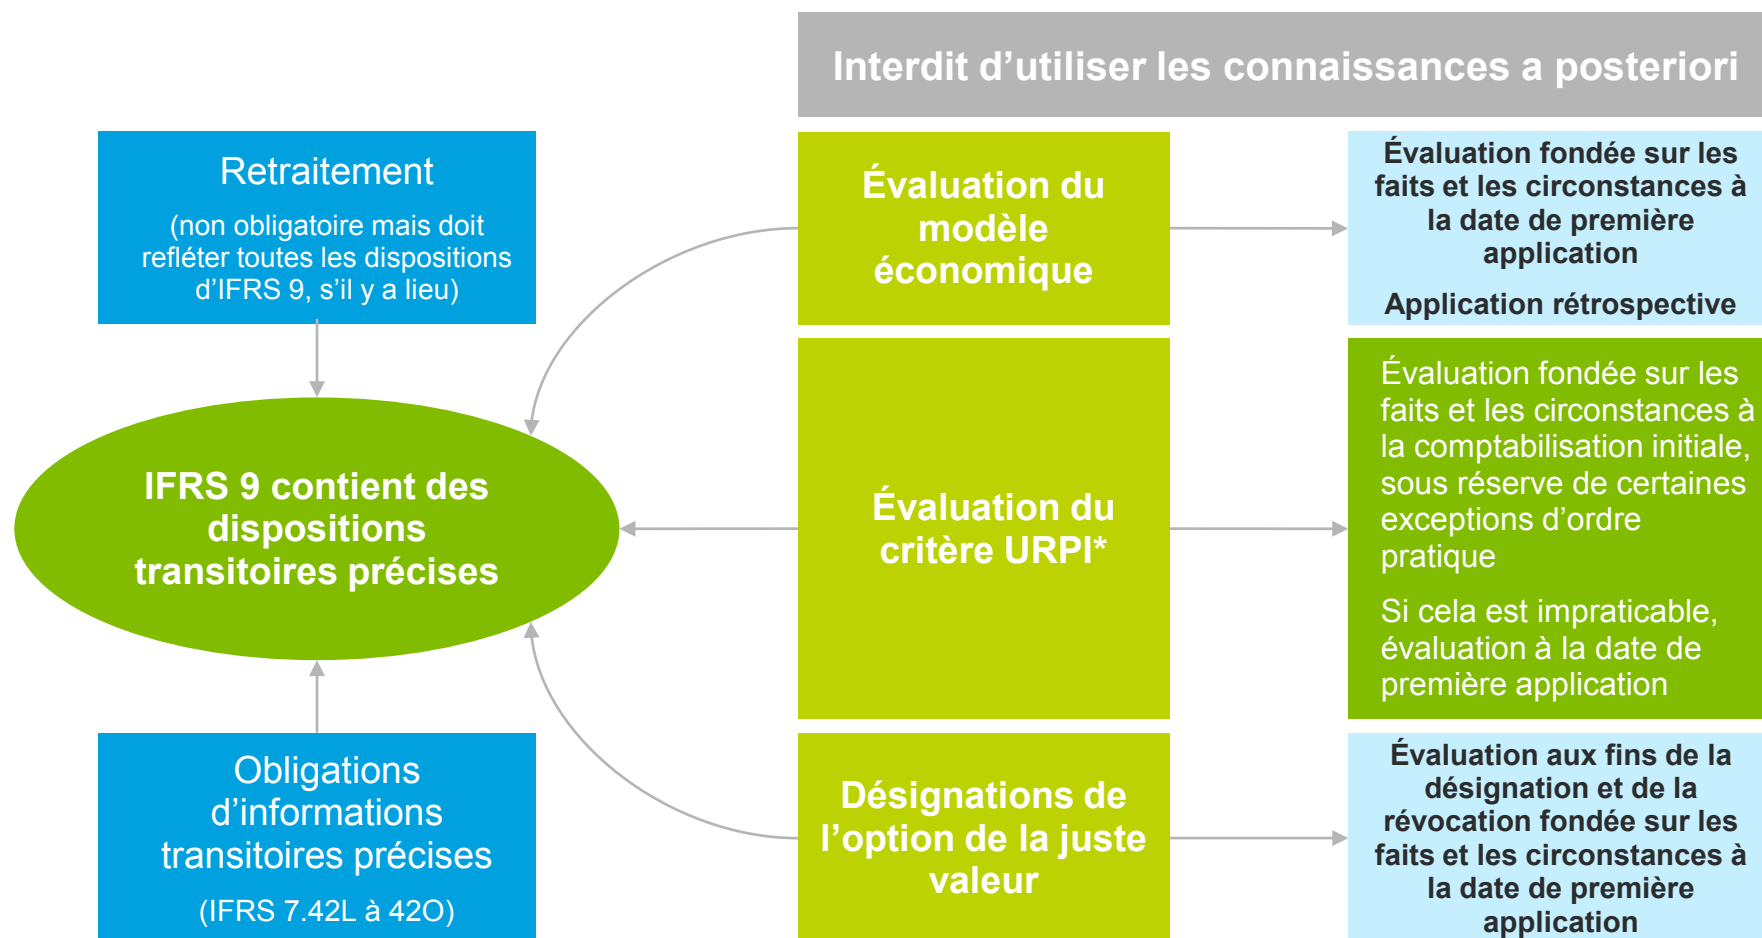 Interdit d’utiliser les connaissances a posteriori
Retraitement
(non obligatoire mais doit
refléter toutes les dispositions
d’IFRS 9, s’il y a lieu)
IFRS 9 contient des
dispositions
transitoires précises
Obligations
d’informations
transitoires précises
(IFRS 7.42L à 42O)
Évaluation du
modèle
économique
Évaluation fondée sur les
faits et les circonstances à
la date de première
application
Application rétrospective
Évaluation du
critère URPI*
Évaluation fondée sur les
faits et les circonstances à
la comptabilisation initiale,
sous réserve de certaines
exceptions d’ordre
pratique
Si cela est impraticable,
évaluation à la date de
première application
Désignations de
l’option de la juste
valeur
Évaluation aux fins de la
désignation et de la
révocation fondée sur les
faits et les circonstances à
la date de première
application